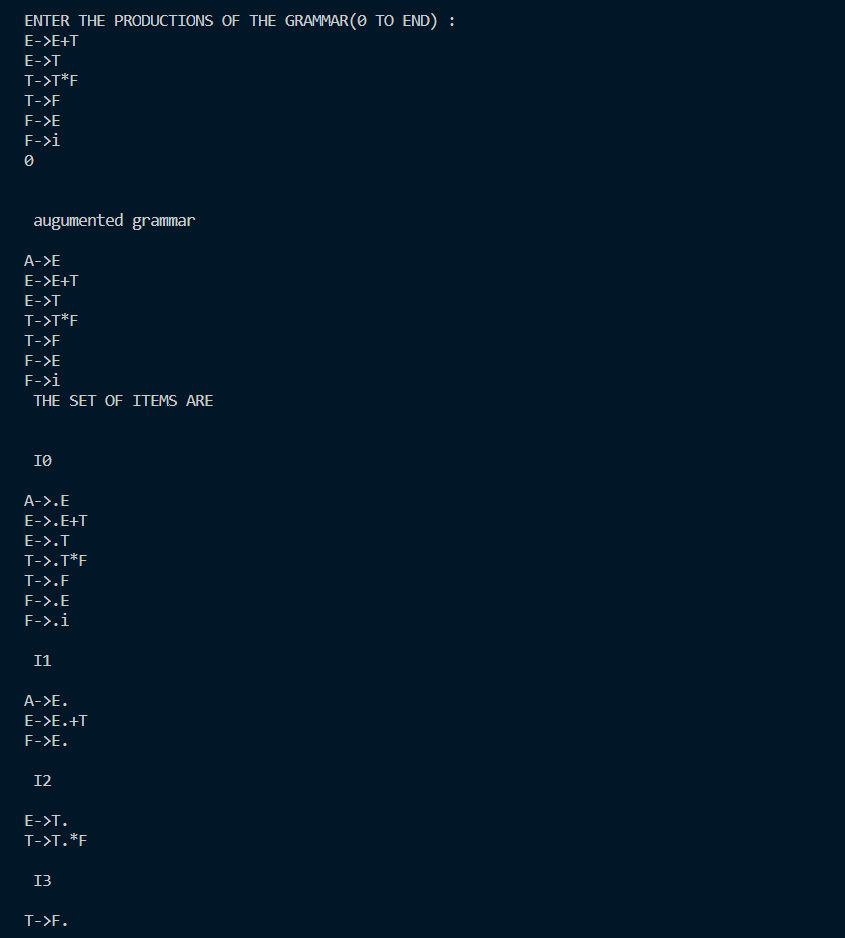 ENTER THE PRODUCTIONS OF THE GRAMMAR(0 TO END) :
E->E+T
E->T
T->T*F
T->F
F->E
F->i
0
augumented grammar
A->E
E->E+T
E->T
T->T*F
T->F
F->E
F->i
THE SET OF ITEMS ARE
I0
A->.E
E->.E+T
E->.T
T->.T*F
T->.F
F->.E
F->.i
I1
A->E.
E->E.+T
F->E.
I2
E->T.
T->T.*F
I3
T->F.